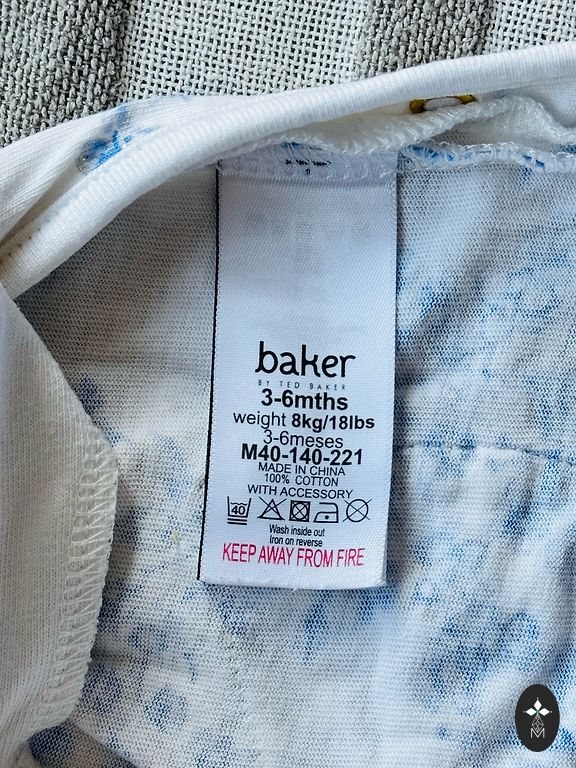 baker
BY TED BAKER
3-6mths
weight 8kg/18lbs
3-6meses
M40-140-221
MADE IN CHINA
100% COTTON
WITH ACCESSORY
40
Wash inside out
Iron on reverse
KEEP AWAY FROM FIRE
M